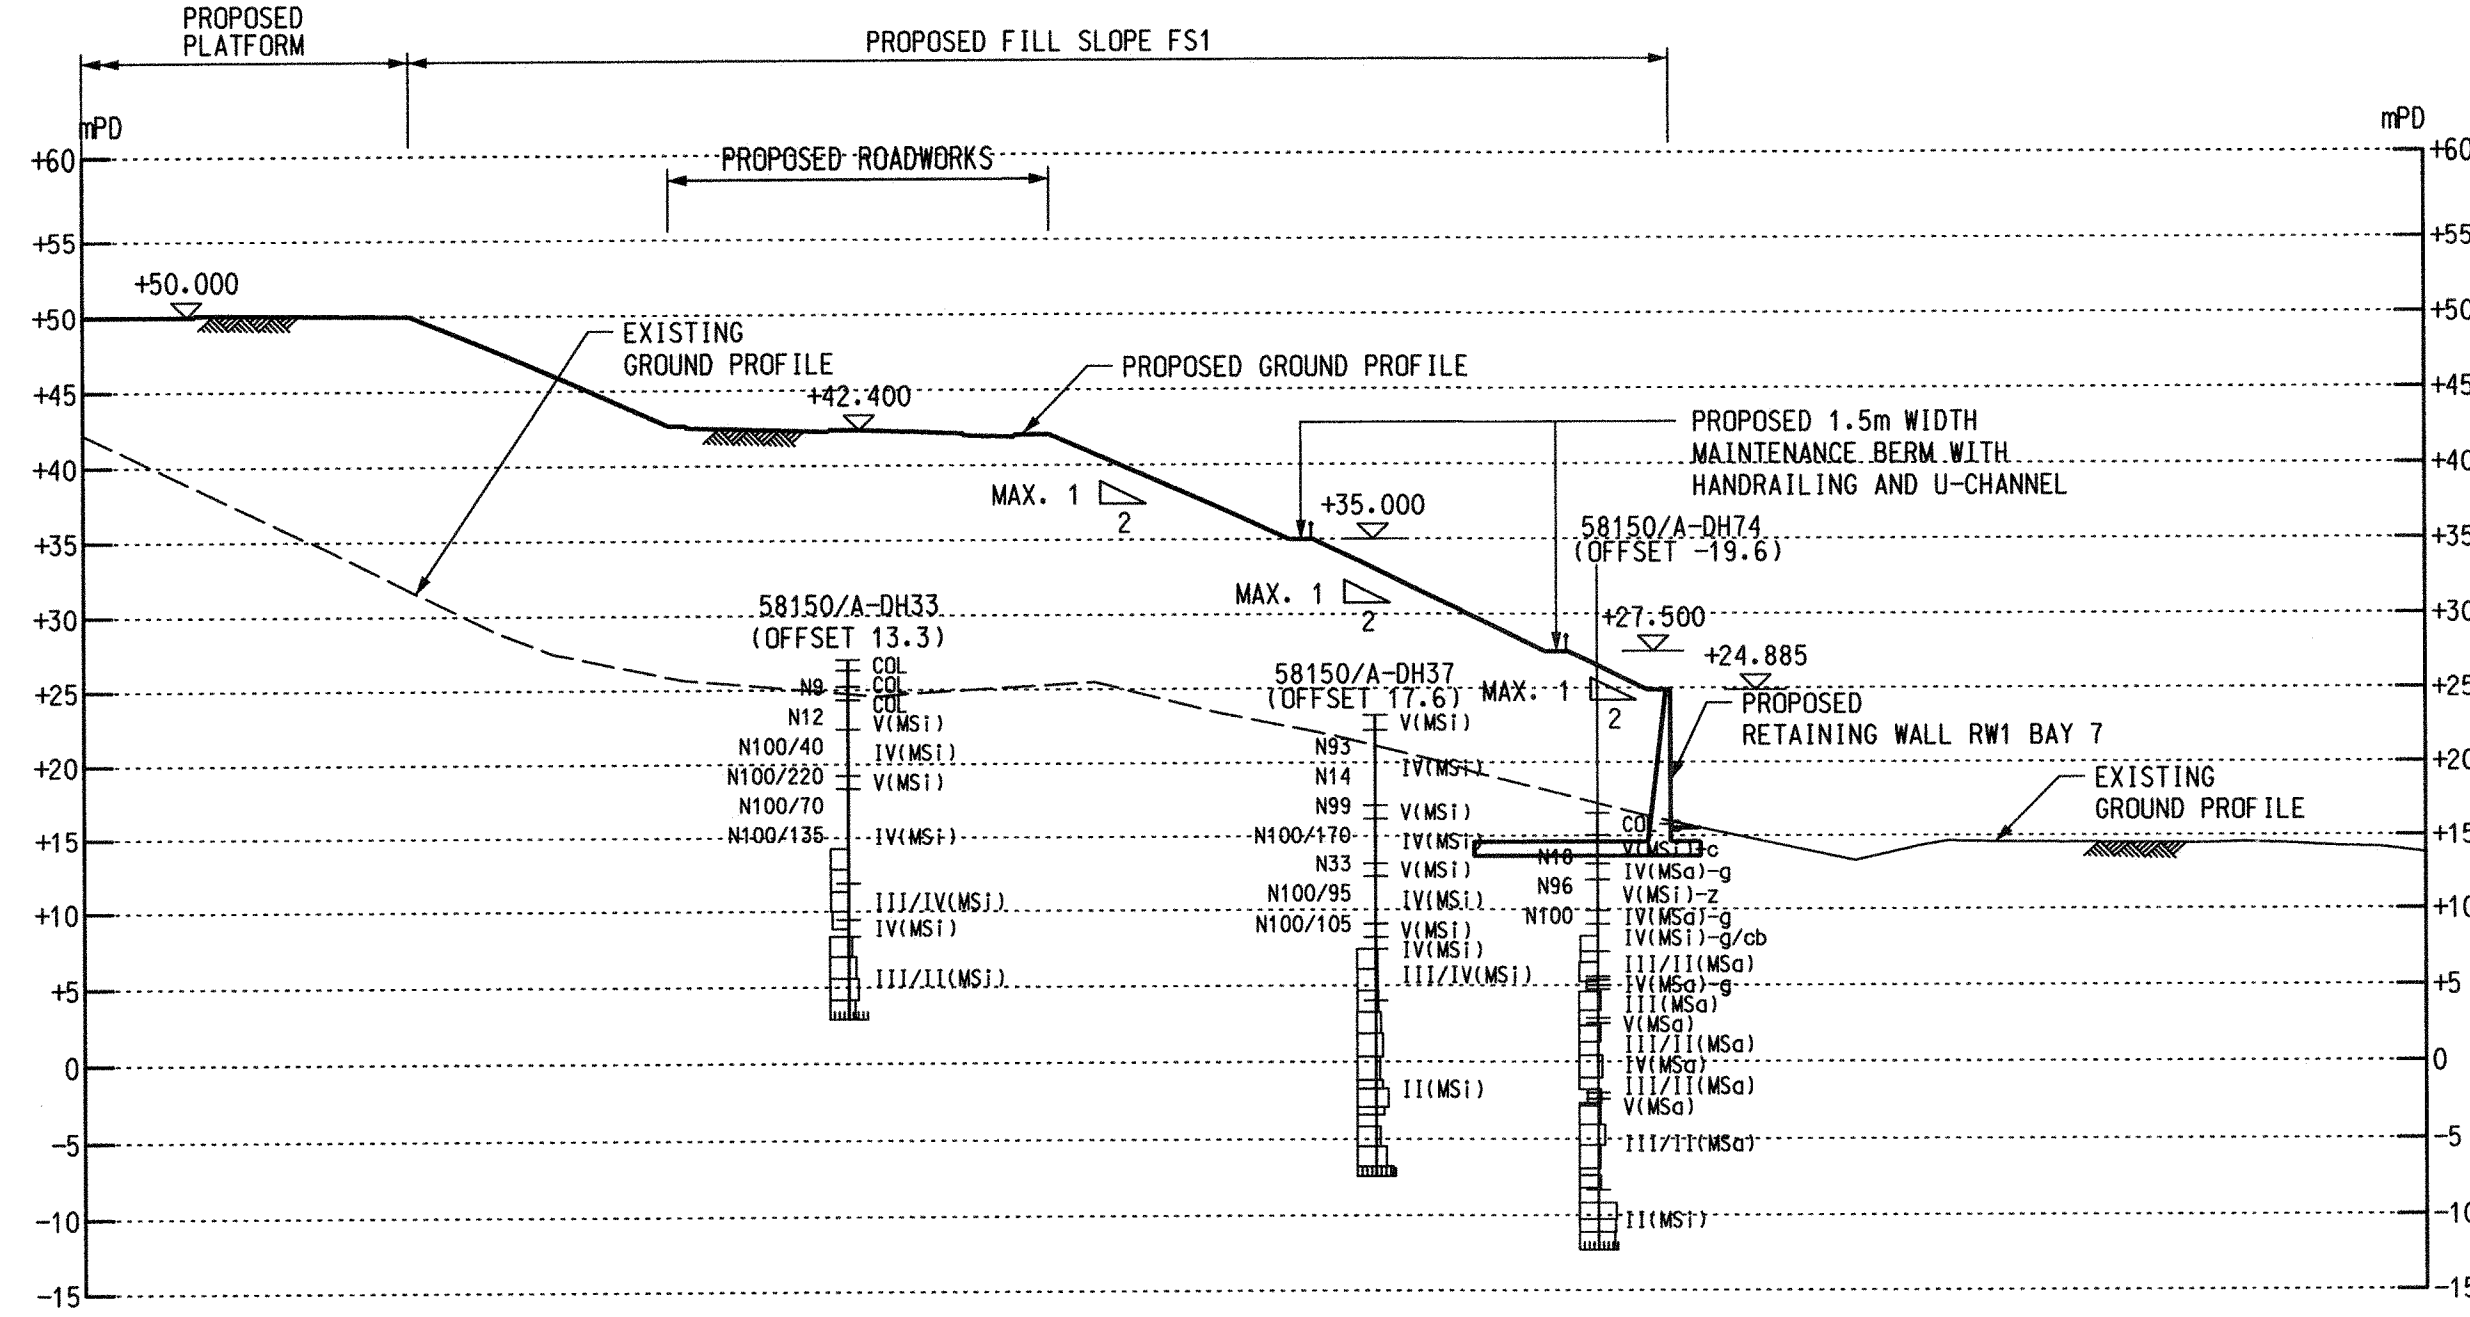 PROPOSED
PLATFORM
PROPOSED FILL SLOPE FS1
mPD
mPD
+60
PROPOSED ROADWORKS
+60
+55
+55
+50.000
+50
+50
EXISTING
GROUND PROFILE
PROPOSED GROUND PROFILE
+45
+42.400
+45
PROPOSED 1.5m WIDTH
MAINTENANCE BERM WITH
HANDRAILING AND U-CHANNEL
+40
+40
MAX. 1
2
+35.000
58150/A-DH74
(OFFSET -19.6)
+35
+35
MAX. 1
2
58150/A-DH33
(OFFSET 13.3)
+30
+30
+27.500
+24.885
58150/A-DH37
(OFFSET 17.6)
MAX. 1
2
+25
+25
PROPOSED
RETAINING WALL RW1 BAY 7
EXISTING
GROUND PROFILE
COL
N9
COL
COL
N12
V(MSi)
N100/40
IV(MSi)
N100/220
V(MSi)
N100/70
N100/135
IV(MSi)
III/IV(MSi)
IV(MSi)
III/II(MSi)
V(MSi)
N93
IV(MSi)
N14
N99
V(MSi)
N100/170
IV(MSi)
N33
V(MSi)
N100/95
IV(MSi)
N100/105
V(MSi)
IV(MSi)
III/IV(MSi)
II(MSi)
COL
V(MSi)-c
N18
IV(MSa)-g
N96
V(MSi)-z
N100
IV(MSa)-g
IV(MSi)-g/cb
III/II(MSa)
IV(MSa)-g
III(MSa)
V(MSa)
III/II(MSa)
IV(MSa)
III/II(MSa)
V(MSa)
III/II(MSa)
II(MSi)
+20
+20
+15
+15
+10
+10
+5
+5
0
0
-5
-5
-10
-10
-15
-15